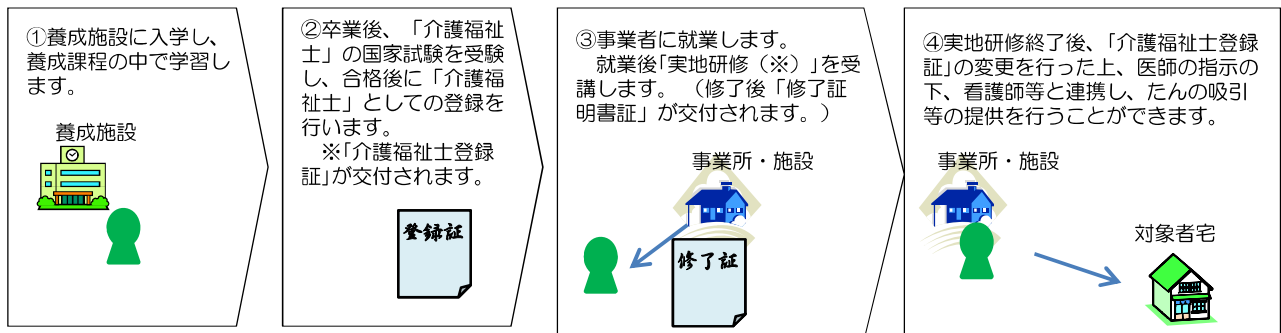 ①養成施設に入学し、
養成課程の中で学習し
ます。
養成施設
②卒業後、「介護福祉
士」の国家試験を受験
し、合格後に「介護福
祉士」としての登録を
行います。
※「介護福祉士登録
証」が交付されます。
登録証
③事業者に就業します。
就業後「実地研修（※）」を受
講します。（修了後「修了証
明書証」が交付されます。）
事業所・施設
修了証
④実地研修終了後、「介護福祉士登録
証」の変更を行った上、医師の指示の
下、看護師等と連携し、たんの吸引
等の提供を行うことができます。
事業所・施設
対象者宅